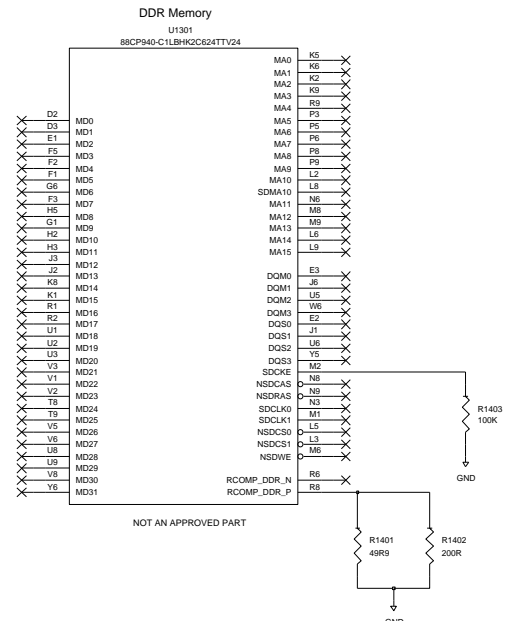 DDR Memory
U1301
88CP940-C1LBHK2C624TTV24
MA0 K5
MA1 K6
MA2 K2
MA3 K9
MA4 R9
D2 MD0 MA5 P3
D3 MD1 MA6 P5
E1 MD2 MA7 P6
F5 MD3 MA8 P8
F2 MD4 MA9 P9
F1 MD5 MA10 L2
G6 MD6 SDMA10 L8
F3 MD7 MA11 N6
H5 MD8 MA12 M8
G1 MD9 MA13 M9
H2 MD10 MA14 L6
H3 MD11 MA15 L9
J3 MD12
J2 MD13 DQM0 E3
K8 MD14 DQM1 J6
K1 MD15 DQM2 U5
R1 MD16 DQM3 W6
R2 MD17 DQS0 E2
U1 MD18 DQS1 J1
U2 MD19 DQS2 U6
U3 MD20 DQS3 Y5
V3 MD21 SDCKE M2
V1 MD22 NSDCAS N8
V2 MD23 NSDRAS N9
T8 MD24 SDCLK0 N3
T9 MD25 SDCLK1 M1
V5 MD26 NSDCS0 L5
V6 MD27 NSDCS1 L3
U8 MD28 NSDWE M6
U9 MD29
V8 MD30 RCOMP_DDR_N R6
Y6 MD31 RCOMP_DDR_P R8
R1403
100K
GND
NOT AN APPROVED PART
R1401
49R9
R1402
200R
GND